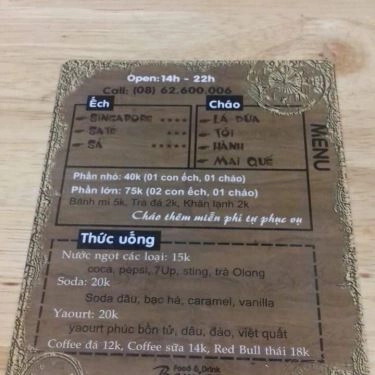 Open: 14h - 22h
Call: (08) 62.600.006
Ếch
SINGAPORE *****
SATẾ *****
SẢ *****
Cháo
LÁ DỨA
TỎI
HÀNH
MAI QUẾ
MENU
Phần nhỏ: 40k (01 con ếch, 01 cháo)
Phần lớn: 75k (02 con ếch, 01 cháo)
Bánh mì 5k, Trà đá 2k, Khăn lạnh 2k
Cháo thêm miễn phí tự phục vụ
Thức uống
Nước ngọt các loại: 15k
coca, pepsi, 7Up, sting, trà Olong
Soda: 20k
Soda dâu, bạc hà, caramel, vanilla
Yaourt: 20k
yaourt phúc bồn tử, dâu, đào, việt quất
Coffee đá 12k, Coffee sữa 14k, Red Bull thái 18k
Food & Drink